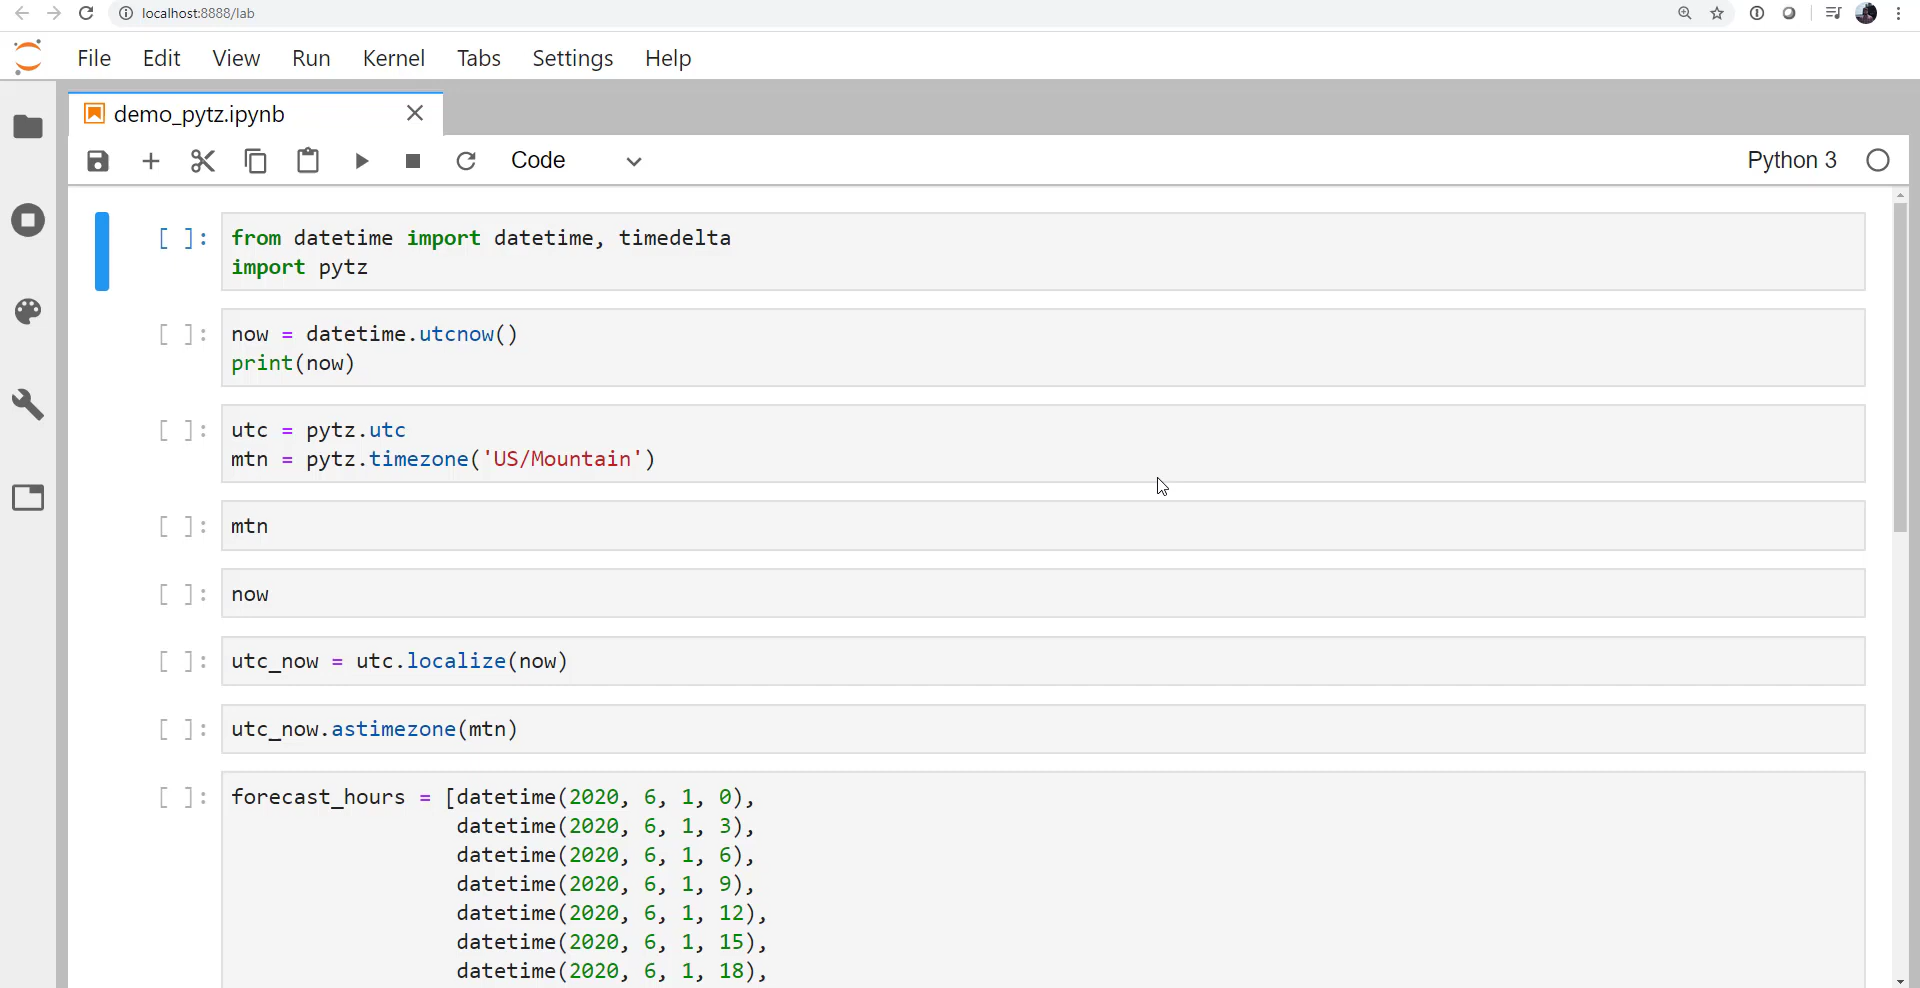 localhost:8888/lab
File Edit View Run Kernel Tabs Settings Help
demo_pytz.ipynb
Code
Python 3
[ ]: from datetime import datetime, timedelta
import pytz
[ ]: now = datetime.utcnow()
print(now)
[ ]: utc = pytz.utc
mtn = pytz.timezone('US/Mountain')
[ ]: mtn
[ ]: now
[ ]: utc_now = utc.localize(now)
[ ]: utc_now.astimezone(mtn)
[ ]: forecast_hours = [datetime(2020, 6, 1, 0),
datetime(2020, 6, 1, 3),
datetime(2020, 6, 1, 6),
datetime(2020, 6, 1, 9),
datetime(2020, 6, 1, 12),
datetime(2020, 6, 1, 15),
datetime(2020, 6, 1, 18),